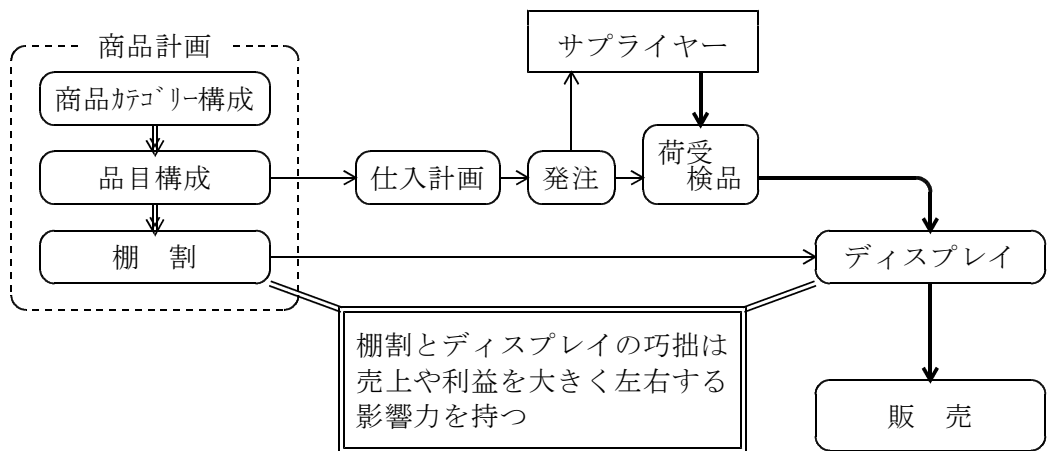 商品計画
サプライヤー
商品ｶﾃｺﾞﾘｰ構成
品目構成
仕入計画
発注
荷受
検品
棚　割
ディスプレイ
棚割とディスプレイの巧拙は
売上や利益を大きく左右する
影響力を持つ
販　売